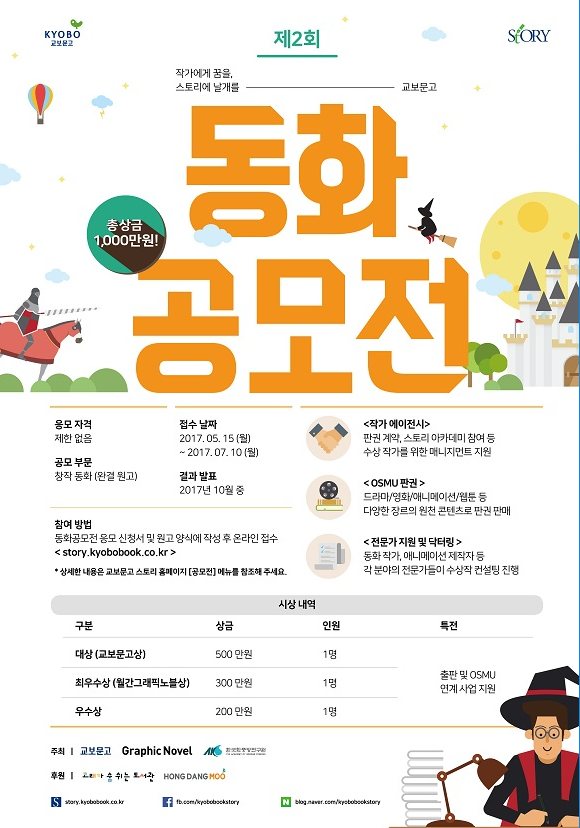 KYOBO
교보문고
제2회
StORY
작가에게 꿈을,
스토리에 날개를
교보문고
동화
공모전
총상금
1,000만원!
응모 자격
제한 없음
공모 부문
창작 동화 (완결 원고)
접수 날짜
2017. 05. 15 (월)
~ 2017. 07. 10 (월)
결과 발표
2017년 10월 중
참여 방법
동화공모전 응모 신청서 및 원고 양식에 작성 후 온라인 접수
< story.kyobobook.co.kr >
* 상세한 내용은 교보문고 스토리 홈페이지 [공모전] 메뉴를 참조해 주세요.
<작가 에이전시>
판권 계약, 스토리 아카데미 참여 등
수상 작가를 위한 매니지먼트 지원
< OSMU 판권 >
드라마/영화/애니메이션/웹툰 등
다양한 장르의 원천 콘텐츠로 판권 판매
< 전문가 지원 및 닥터링 >
동화 작가, 애니메이션 제작자 등
각 분야의 전문가들이 수상작 컨설팅 진행
시상 내역
구분 상금 인원 특전
대상 (교보문고상) 500 만원 1명
최우수상 (월간그래픽노블상) 300 만원 1명
우수상 200 만원 1명
출판 및 OSMU
연계 사업 지원
주최 | 교보문고 Graphic Novel AKS 한국학중앙연구원
후원 | 고래가 숨 쉬는 도서관 HONG DANG MOO
S story.kyobobook.co.kr
f fb.com/kyobobookstory
N blog.naver.com/kyobobookstory